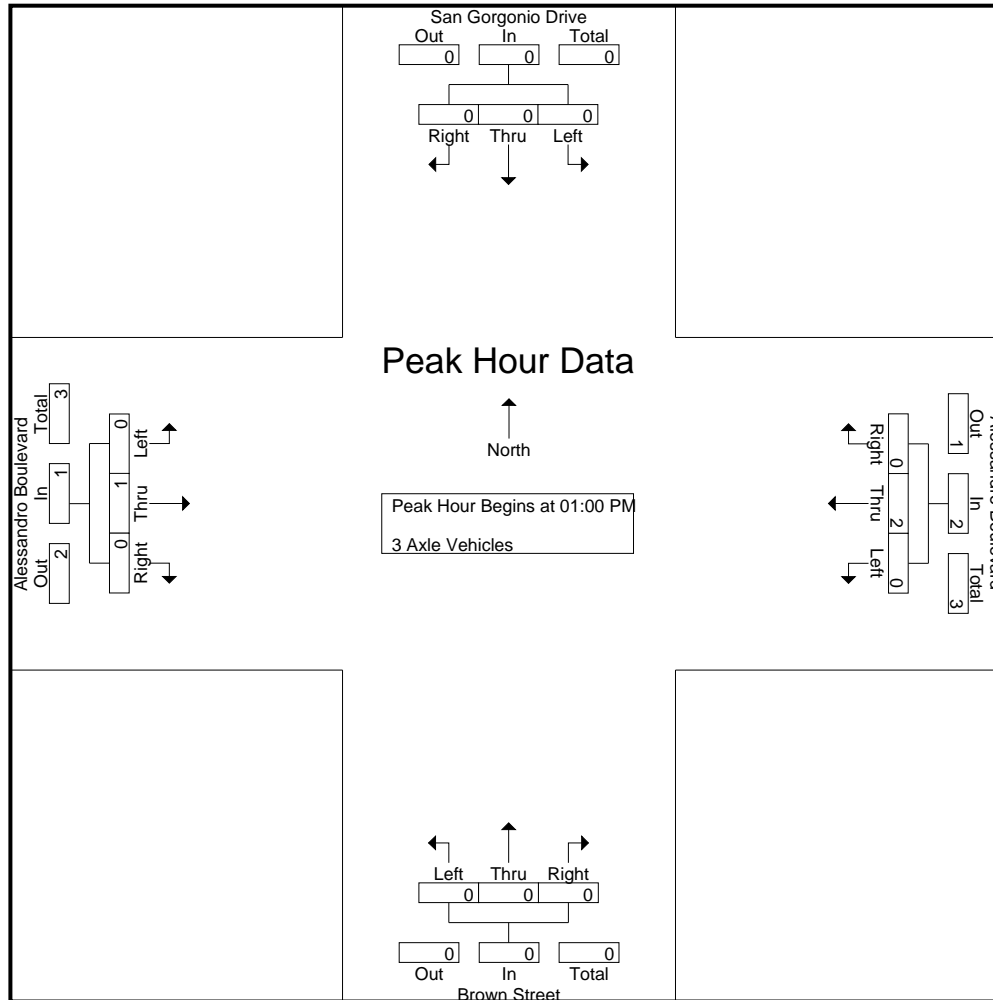 San Gorgonio Drive
Out In Total
0 0 0
0 0 0
Right Thru Left
Peak Hour Data
North
Peak Hour Begins at 01:00 PM
3 Axle Vehicles
Alessandro Boulevard
Out In Total
2 1 3
Left Thru Right
0 1 0
Out In Total
1 2 3
Right Thru Left
0 2 0
Left Thru Right
0 0 0
0 0 0
Out In Total
Brown Street